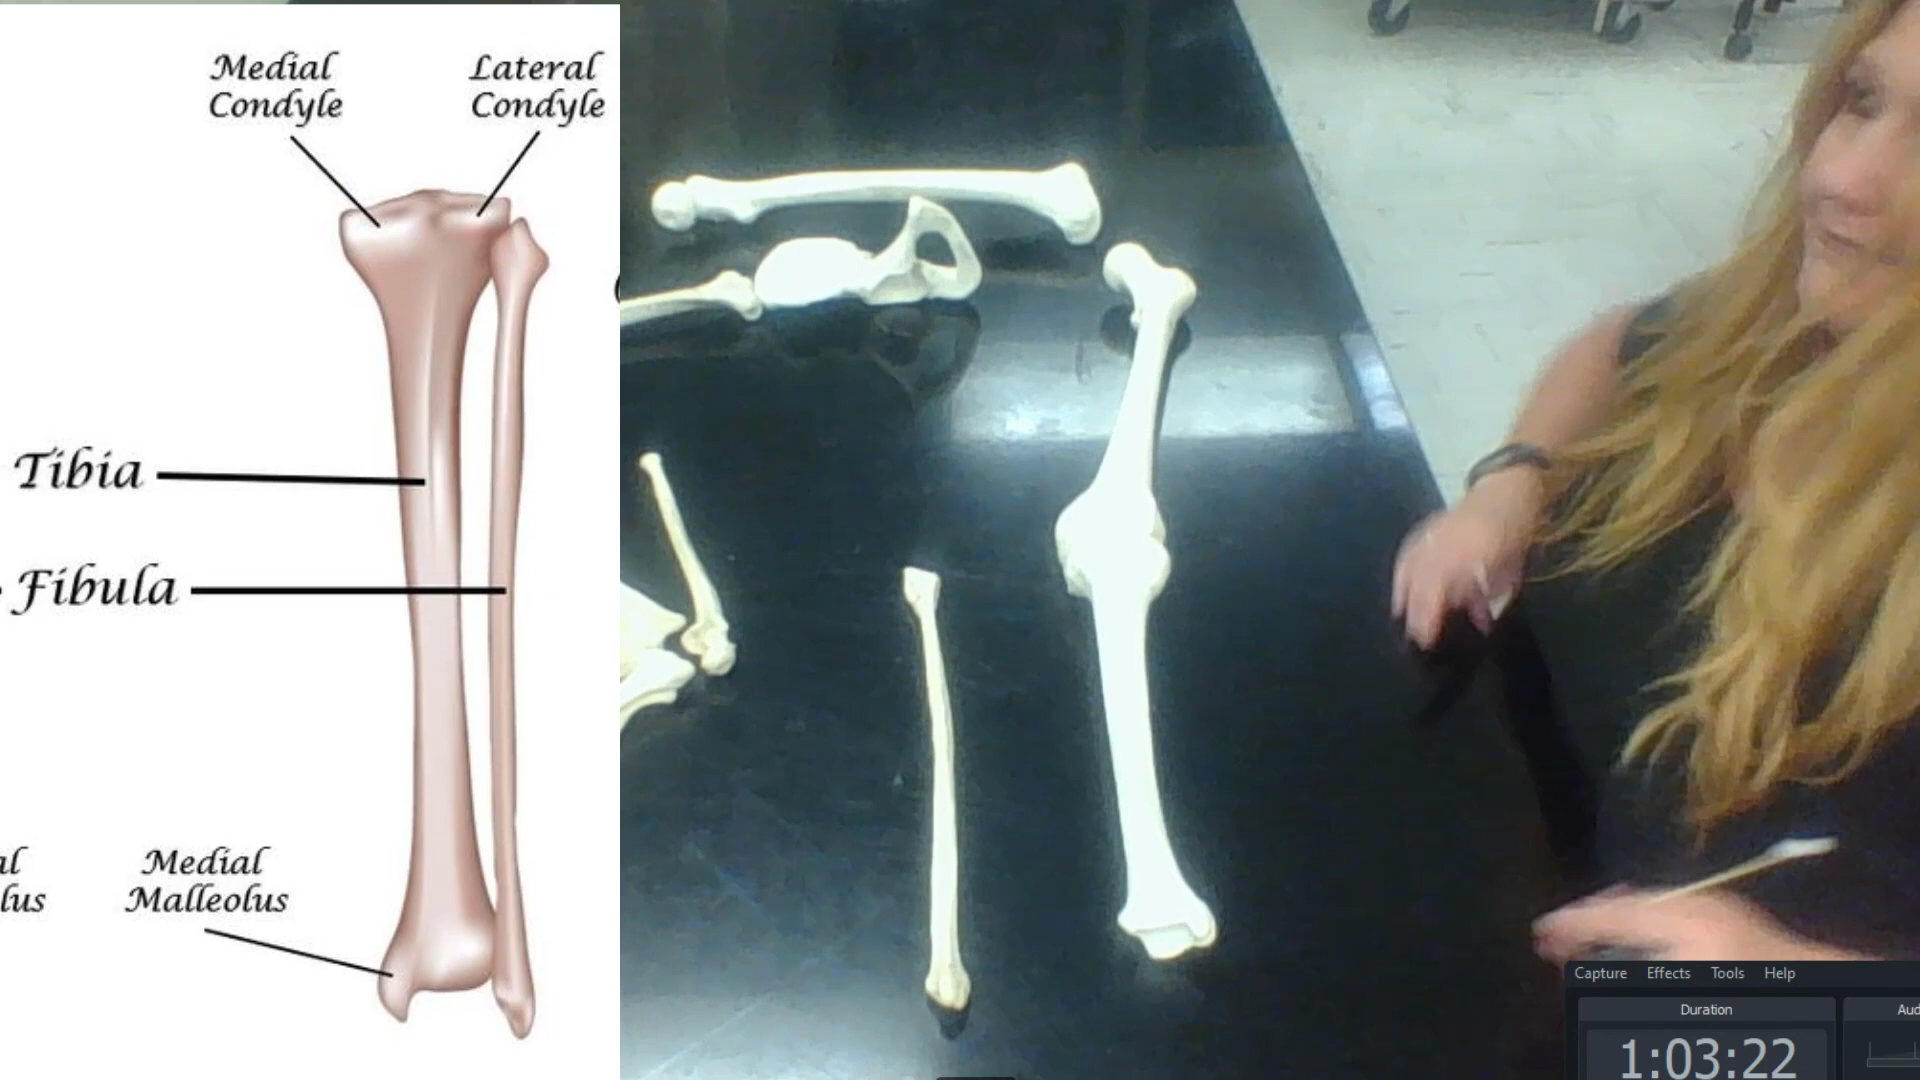 Medial
Condyle
Lateral
Condyle
Tibia
Fibula
Medial
Malleolus
Capture Effects Tools Help
Duration
1:03:22